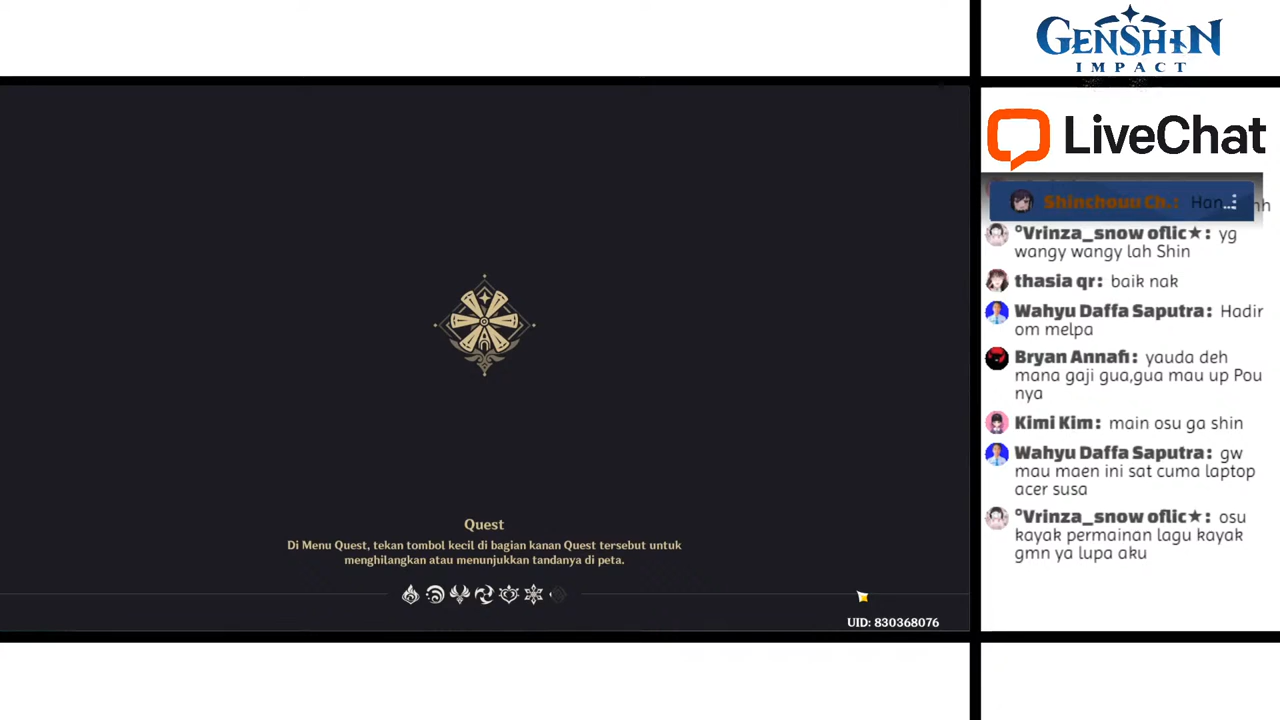 GENSHIN
IMPACT
LiveChat
Shinchouu Ch.: Han...
°Vrinza_snow oflic★: yg
wangy wangy lah Shin
thasia qr: baik nak
Wahyu Daffa Saputra: Hadir
om melpa
Bryan Annafi: yauda deh
mana gaji gua,gua mau up Pou
nya
Kimi Kim: main osu ga shin
Wahyu Daffa Saputra: gw
mau maen ini sat cuma laptop
acer susa
°Vrinza_snow oflic★: osu
kayak permainan lagu kayak
gmn ya lupa aku
Quest
Di Menu Quest, tekan tombol kecil di bagian kanan Quest tersebut untuk
menghilangkan atau menunjukkan tandanya di peta.
UID: 830368076